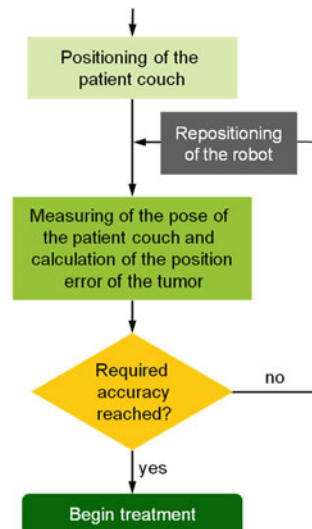 Positioning of the
patient couch
Repositioning
of the robot
Measuring of the pose of
the patient couch and
calculation of the position
error of the tumor
Required
accuracy
reached?
no
yes
Begin treatment